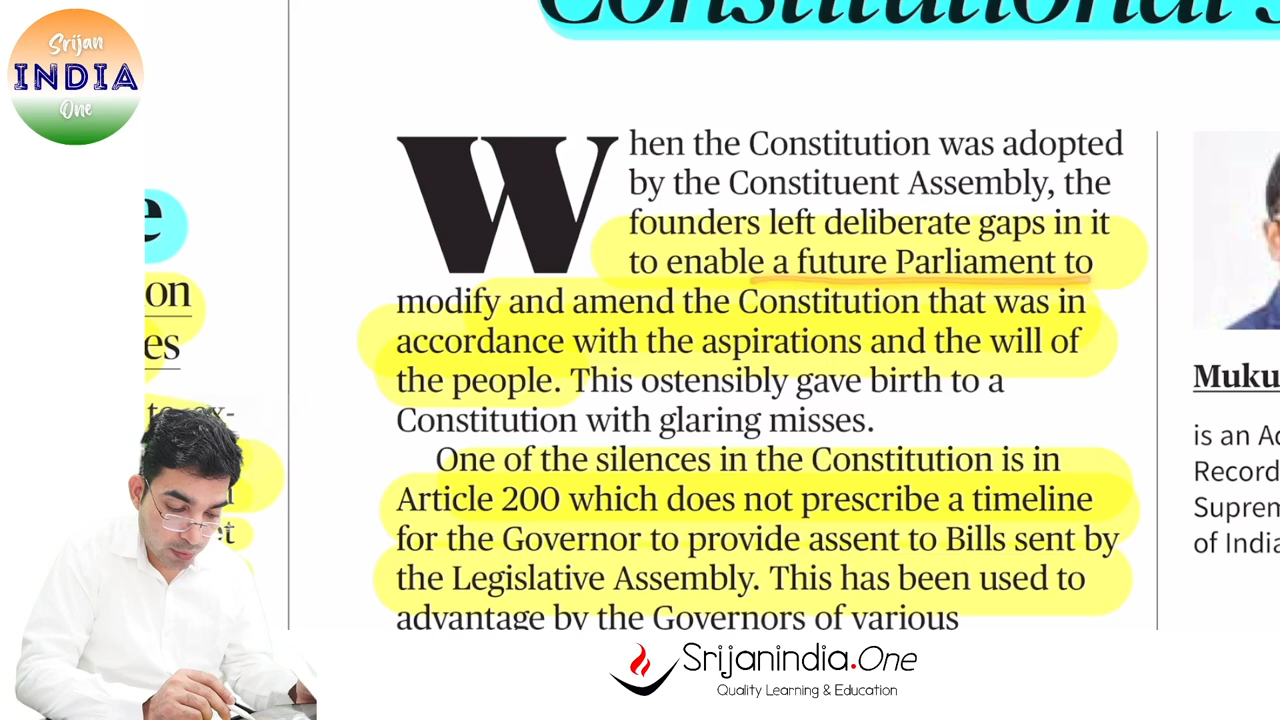 Srijan
INDIA
One
Constitutional
e
on
es
to ex-
et
When the Constitution was adopted
by the Constituent Assembly, the
founders left deliberate gaps in it
to enable a future Parliament to
modify and amend the Constitution that was in
accordance with the aspirations and the will of
the people. This ostensibly gave birth to a
Constitution with glaring misses.
One of the silences in the Constitution is in
Article 200 which does not prescribe a timeline
for the Governor to provide assent to Bills sent by
the Legislative Assembly. This has been used to
advantage by the Governors of various
Muku
is an Ad
Record
Suprem
of India
Srijanindia.One
Quality Learning & Education